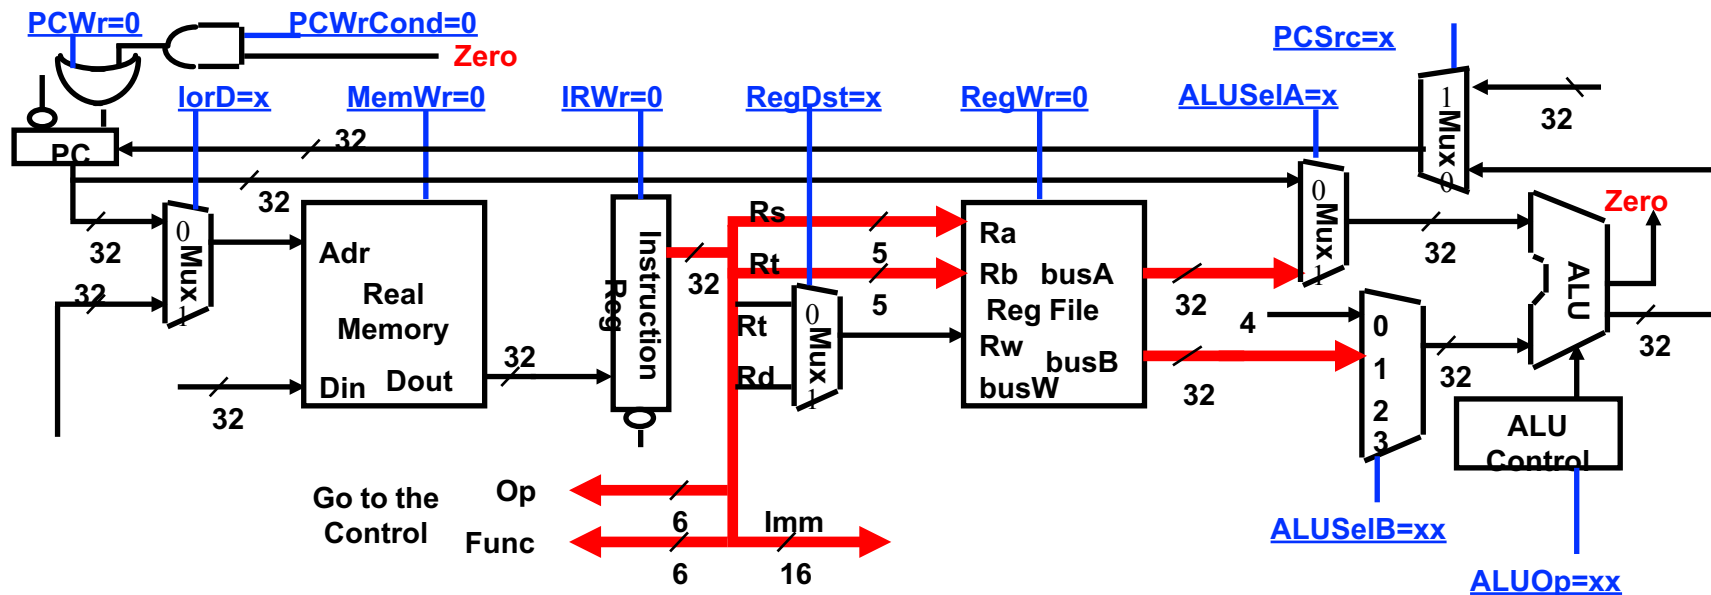 PCWr=0
PCWrCond=0
Zero
PCSrc=x
IorD=x
MemWr=0
IRWr=0
RegDst=x
RegWr=0
ALUSelA=x
1
Mux
0
32
PC
32
32
0
Mux
1
32
32
Adr
Real
Memory
Din
Dout
32
32
Instruction
Reg
32
Rs
5
Rt
5
Rt
Rd
0
Mux
1
Ra
Rb
busA
Reg File
Rw
busB
busW
32
32
0
Mux
1
32
4
0
1
2
3
32
Zero
ALU
32
ALU
Control
Go to the
Control
Op
6
Func
6
Imm
16
ALUSelB=xx
ALUOp=xx